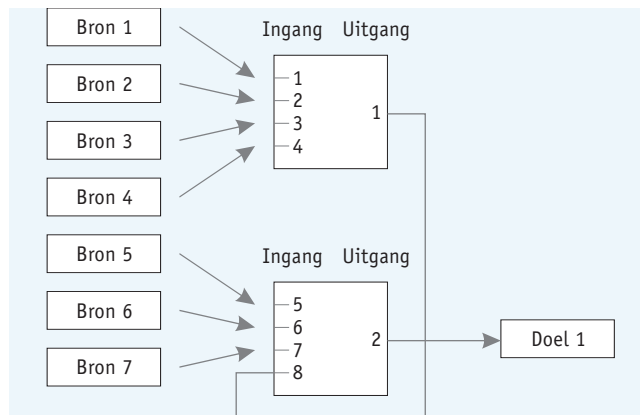 Bron 1
Bron 2
Bron 3
Bron 4
Ingang Uitgang
1
2
3
4
1
Bron 5
Bron 6
Bron 7
Ingang Uitgang
5
6
7
8
2
Doel 1